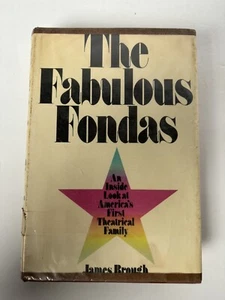 The
Fabulous
Fondas
An
Inside
Look at
America's
First
Theatrical
Family
James Brough